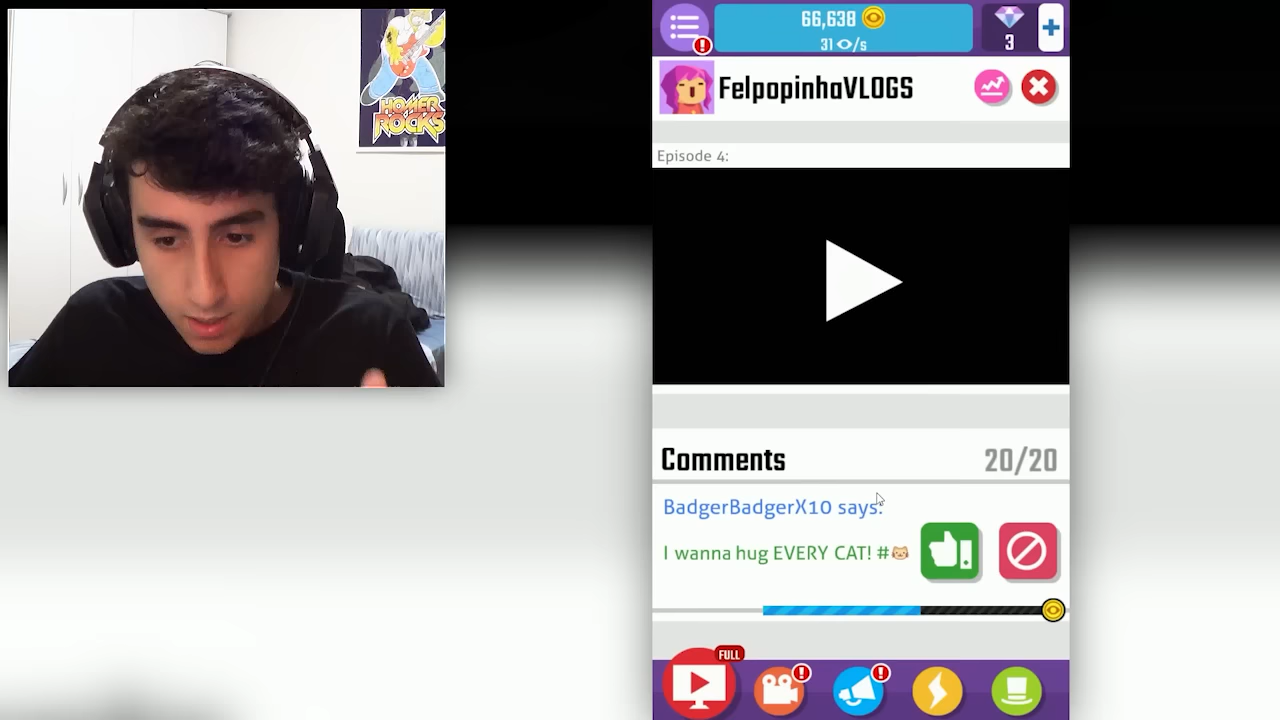 HOMER
ROCKS
66,638
31 /s
3
FelpopinhaVLOGS
Episode 4:
Comments
20/20
BadgerBadgerX10 says:
I wanna hug EVERY CAT! #🐱
FULL